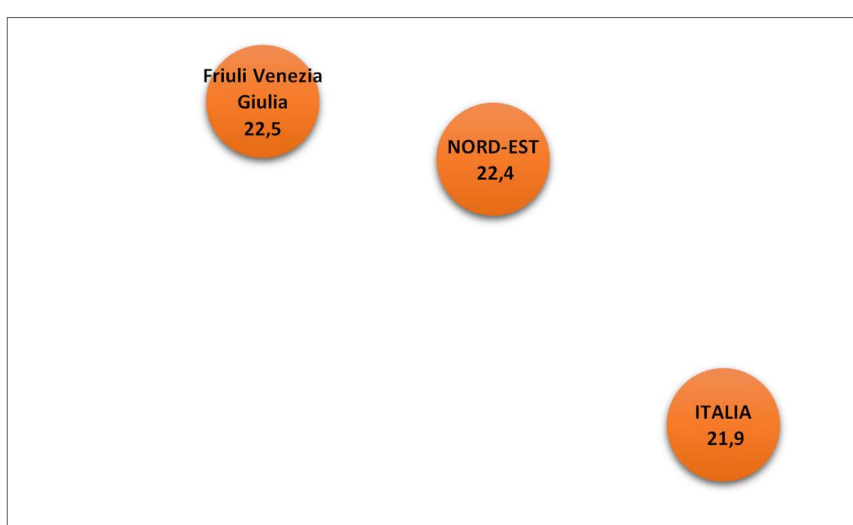 Friuli Venezia
Giulia
22,5
NORD-EST
22,4
ITALIA
21,9